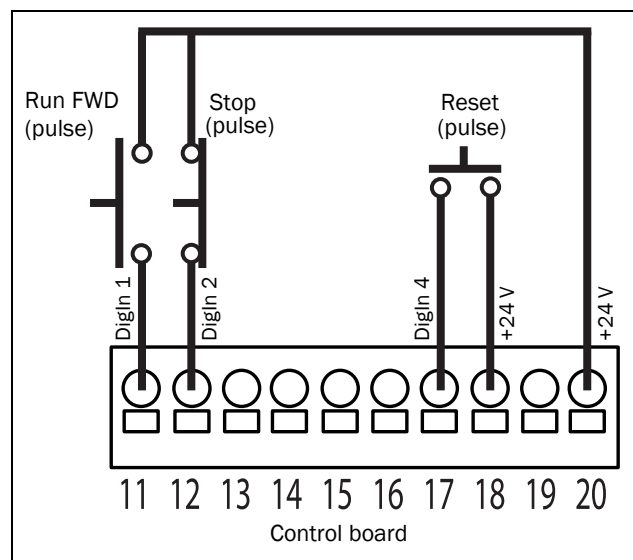 Run FWD
(pulse)
Stop
(pulse)
Reset
(pulse)
DigIn 1
DigIn 2
DigIn 4
+24 V
+24 V
11 12 13 14 15 16 17 18 19 20
Control board